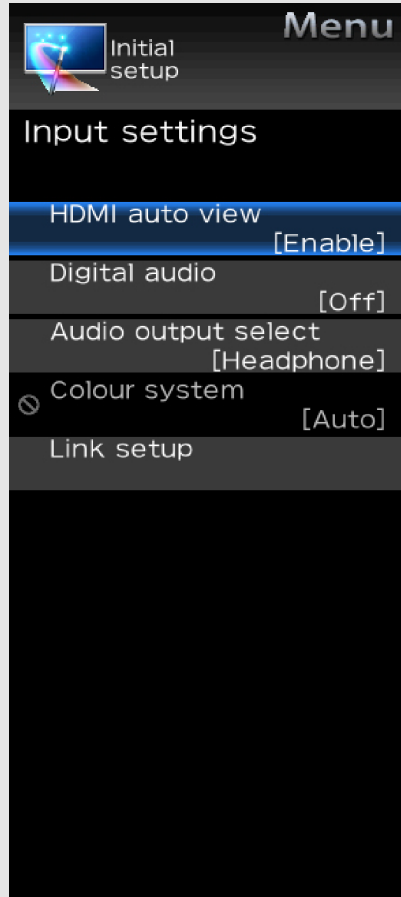 Menu
Initial
setup
Input settings
HDMI auto view
[Enable]
Digital audio
[Off]
Audio output select
[Headphone]
Colour system
[Auto]
Link setup